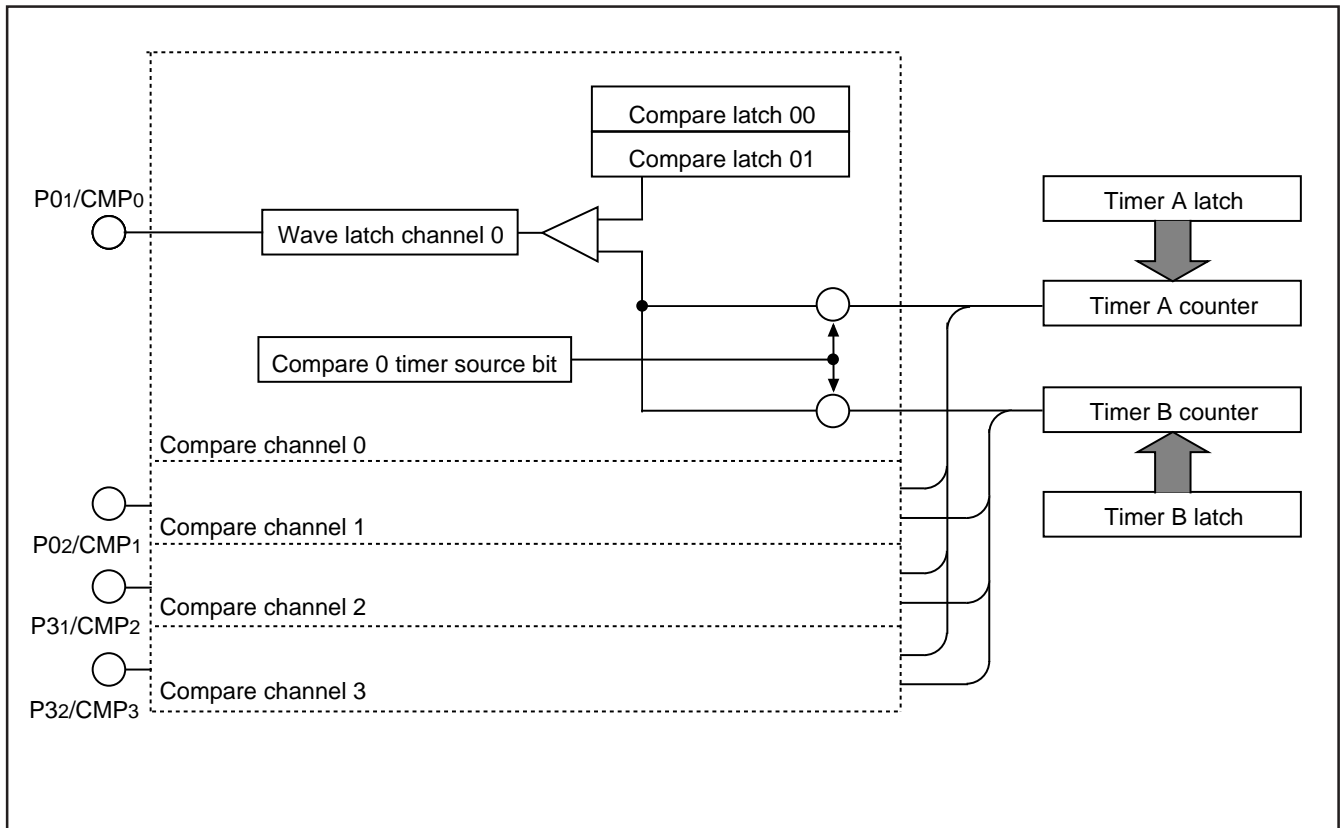 Compare latch 00
Compare latch 01
P01/CMP0
Wave latch channel 0
Timer A latch
Timer A counter
Compare 0 timer source bit
Timer B counter
Compare channel 0
Timer B latch
P02/CMP1
Compare channel 1
P31/CMP2
Compare channel 2
P32/CMP3
Compare channel 3